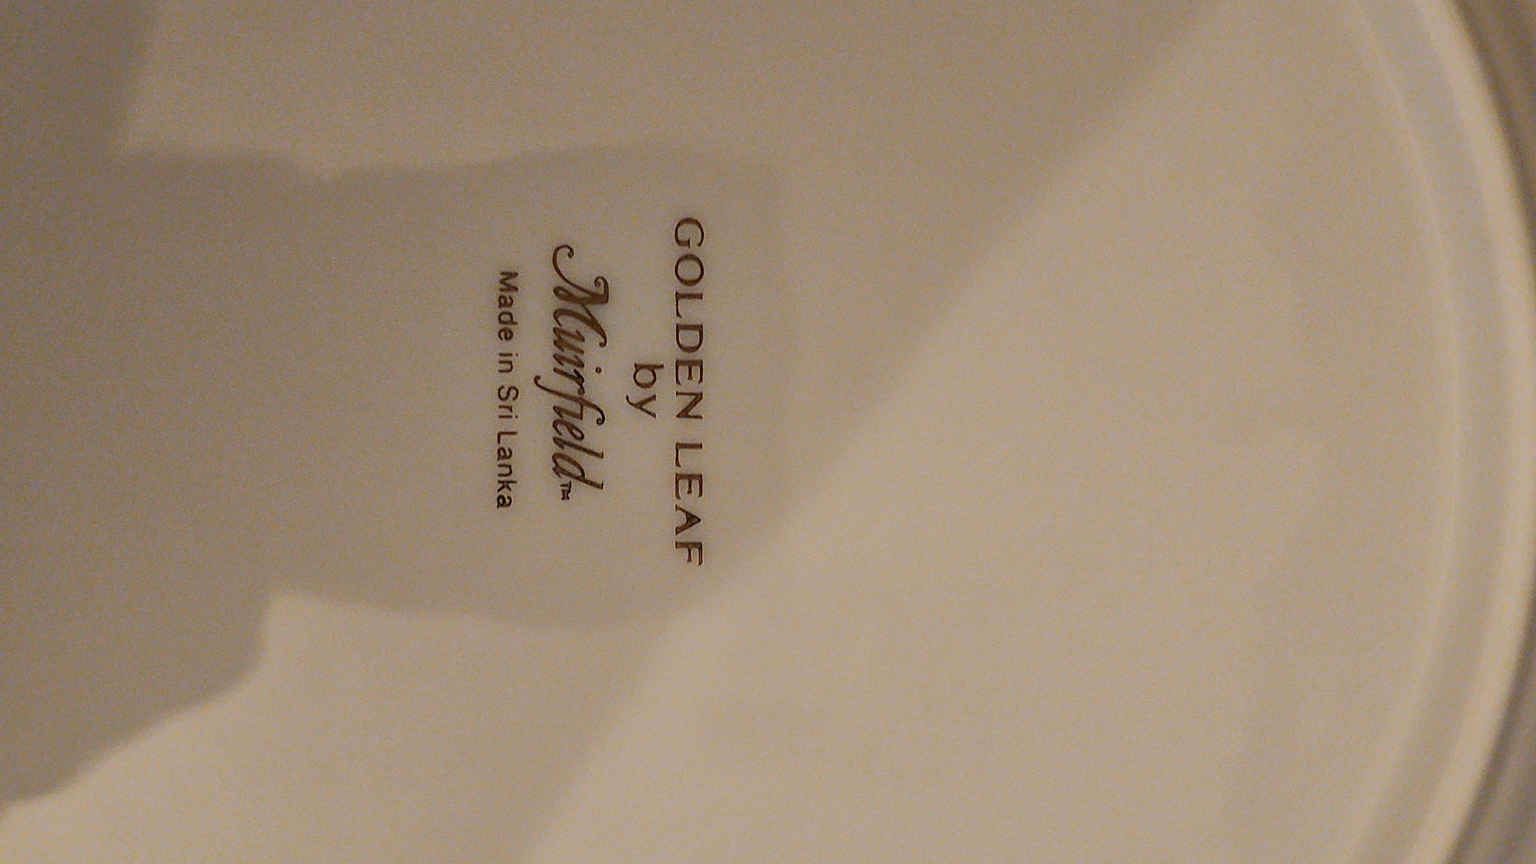 GOLDEN LEAF
by
Muirfield™
Made in Sri Lanka